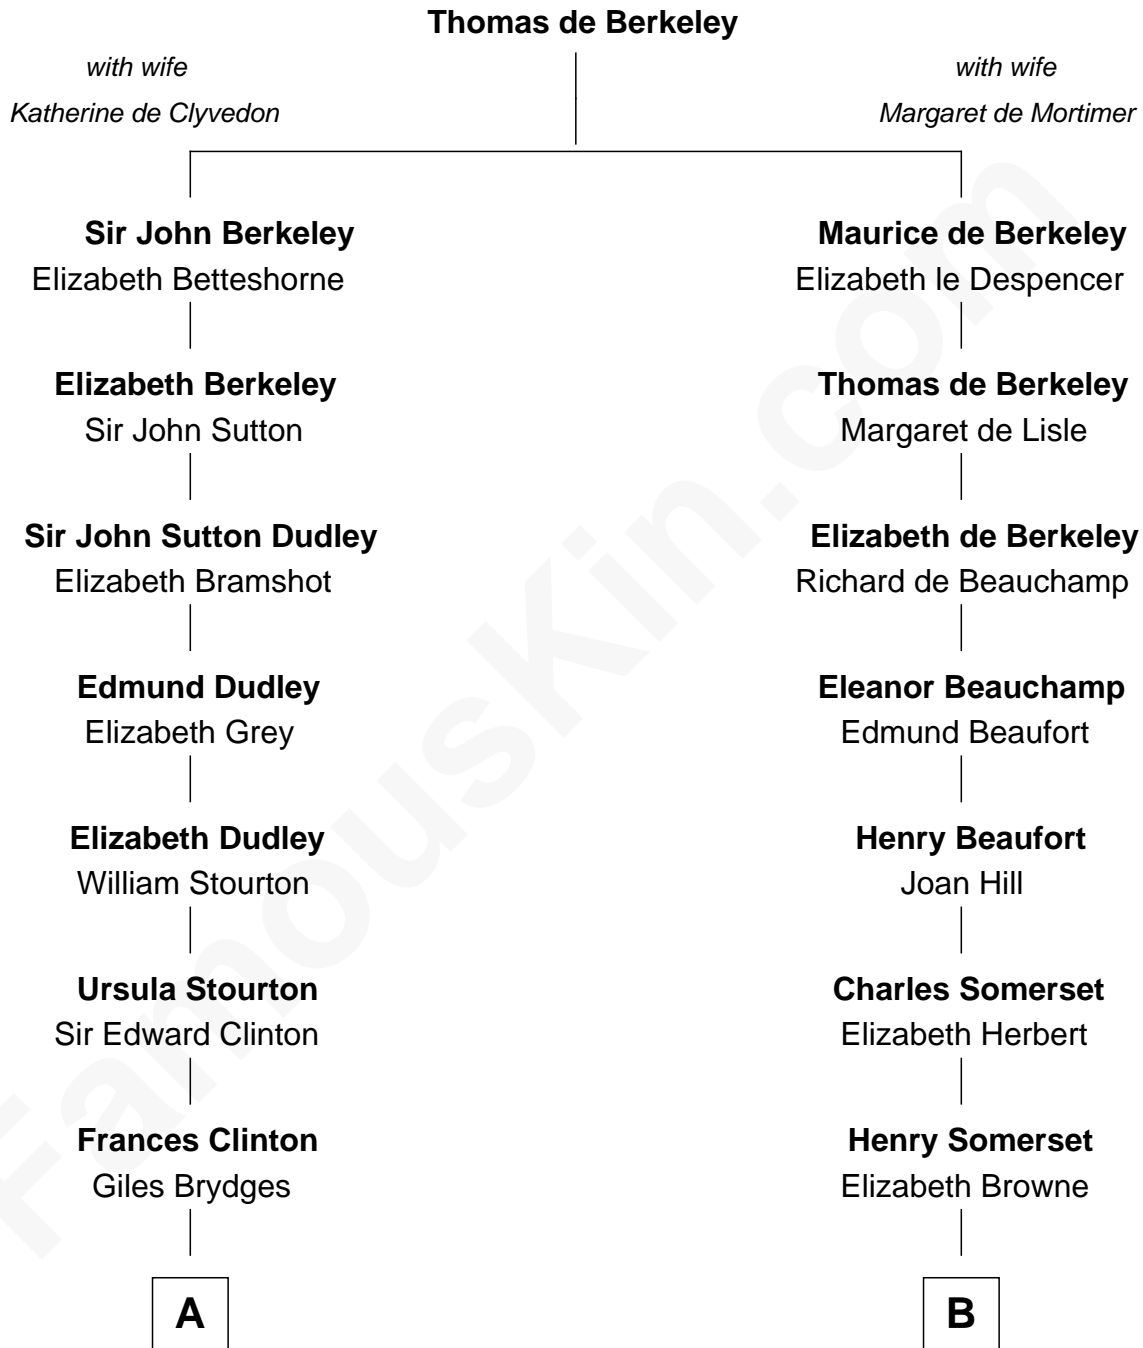 Thomas de Berkeley
with wife
Katherine de Clyvedon
with wife
Margaret de Mortimer
Sir John Berkeley
Elizabeth Betteshorne
Maurice de Berkeley
Elizabeth le Despencer
Elizabeth Berkeley
Sir John Sutton
Thomas de Berkeley
Margaret de Lisle
Sir John Sutton Dudley
Elizabeth Bramshot
Elizabeth de Berkeley
Richard de Beauchamp
Edmund Dudley
Elizabeth Grey
Eleanor Beauchamp
Edmund Beaufort
Elizabeth Dudley
William Stourton
Henry Beaufort
Joan Hill
Ursula Stourton
Sir Edward Clinton
Charles Somerset
Elizabeth Herbert
Frances Clinton
Giles Brydges
Henry Somerset
Elizabeth Browne
A
B
FamousKin.com